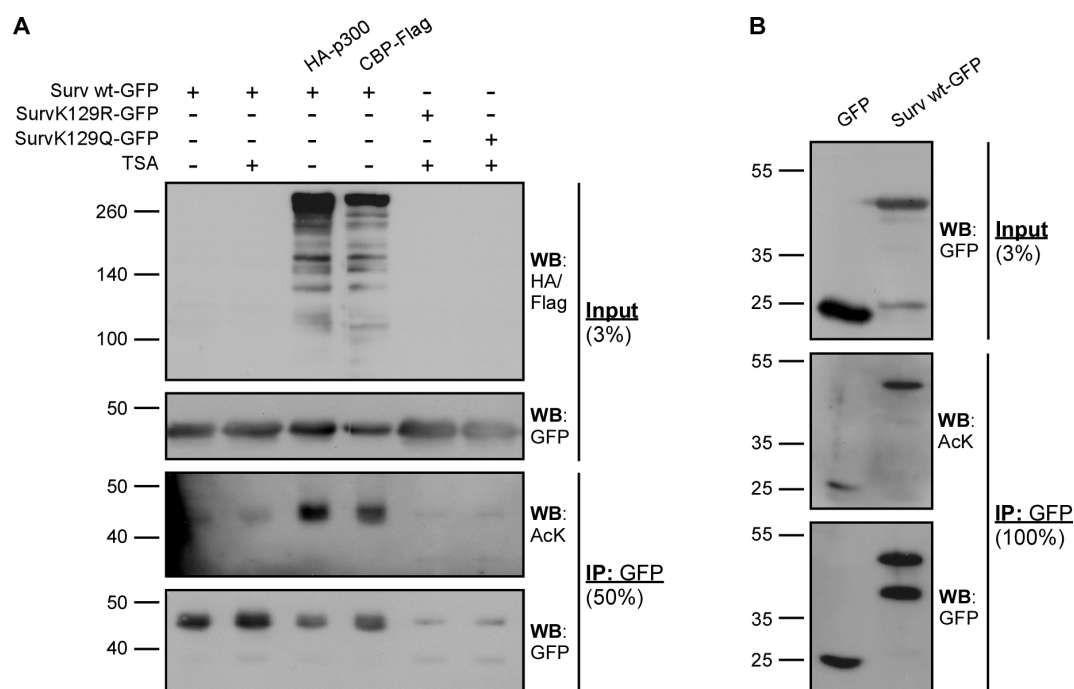 A
HA-p300
CBP-Flag
Surv wt-GFP + + + + - -
SurvK129R-GFP - - - - + -
SurvK129Q-GFP - - - - - +
TSA - + - - + +
260
140
100
WB:
HA/
Flag
50
WB:
GFP
Input
(3%)
50
40
WB:
AcK
50
40
WB:
GFP
IP: GFP
(50%)
B
GFP
Surv wt-GFP
55
35
25
WB:
GFP
Input
(3%)
55
35
25
WB:
AcK
55
35
25
WB:
GFP
IP: GFP
(100%)